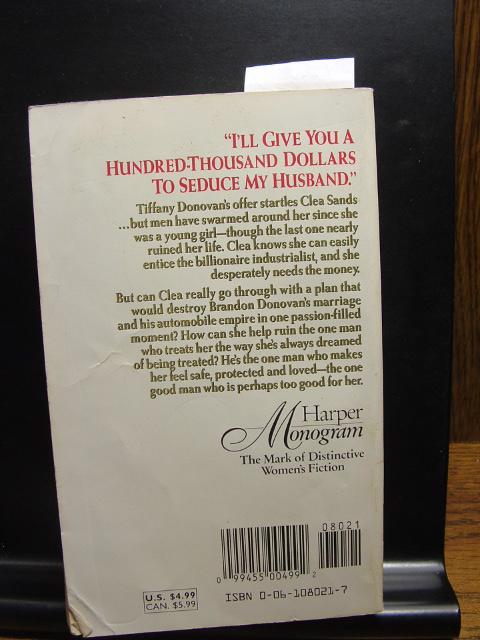 "I'LL GIVE YOU A
HUNDRED-THOUSAND DOLLARS
TO SEDUCE MY HUSBAND."
Tiffany Donovan's offer startles Clea Sands
...but men have swarmed around her since she
was a young girl—though the last one nearly
ruined her life. Clea knows she can easily
entice the billionaire industrialist, and she
desperately needs the money.
But can Clea really go through with a plan that
would destroy Brandon Donovan's marriage
and his automobile empire in one passion-filled
moment? How can she help ruin the one man
who treats her the way she's always dreamed
of being treated? He's the one man who makes
her feel safe, protected and loved—the one
good man who is perhaps too good for her.
Harper
Monogram
The Mark of Distinctive
Women's Fiction
08021
0 99455 00499 2
U.S. $4.99
CAN. $5.99
ISBN 0-06-108021-7